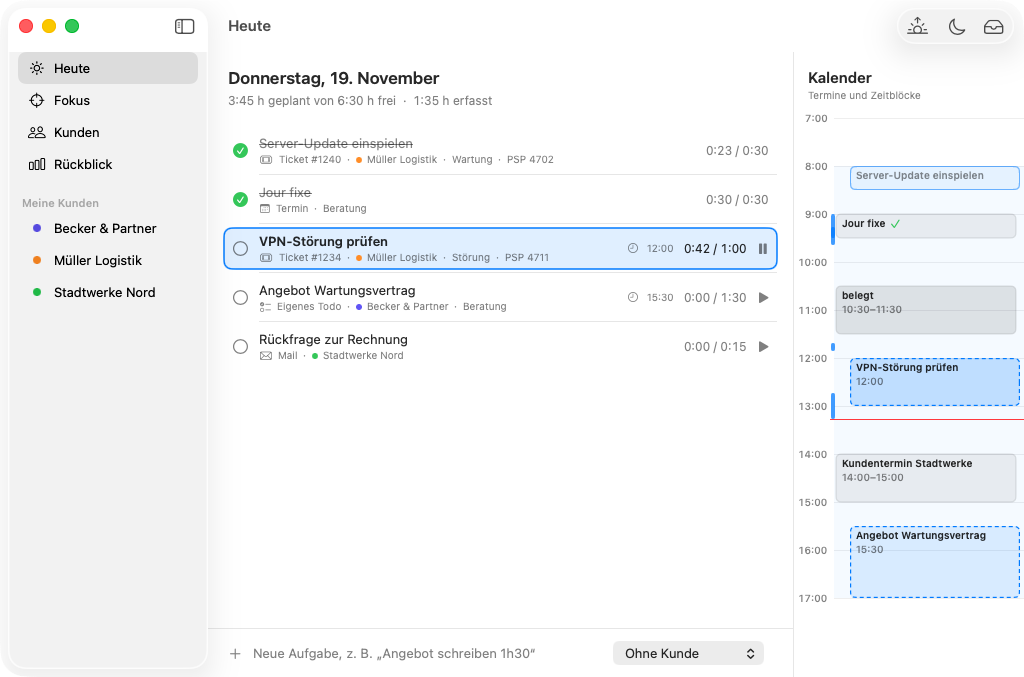 Heute
Fokus
Kunden
Rückblick
Meine Kunden
Becker & Partner
Müller Logistik
Stadtwerke Nord
Heute
Donnerstag, 19. November
3:45 h geplant von 6:30 h frei · 1:35 h erfasst
Server-Update einspielen
0:23 / 0:30
Ticket #1240 · Müller Logistik · Wartung · PSP 4702
Jour fixe
0:30 / 0:30
Termin · Beratung
VPN-Störung prüfen
12:00 0:42 / 1:00
Ticket #1234 · Müller Logistik · Störung · PSP 4711
Angebot Wartungsvertrag
15:30 0:00 / 1:30
Eigenes Todo · Becker & Partner · Beratung
Rückfrage zur Rechnung
0:00 / 0:15
Mail · Stadtwerke Nord
Neue Aufgabe, z. B. „Angebot schreiben 1h30“
Ohne Kunde
Kalender
Termine und Zeitblöcke
7:00
8:00
Server-Update einspielen
9:00
Jour fixe ✓
10:00
belegt
10:30–11:30
11:00
12:00
VPN-Störung prüfen
12:00
13:00
14:00
Kundentermin Stadtwerke
14:00–15:00
15:00
Angebot Wartungsvertrag
15:30
16:00
17:00